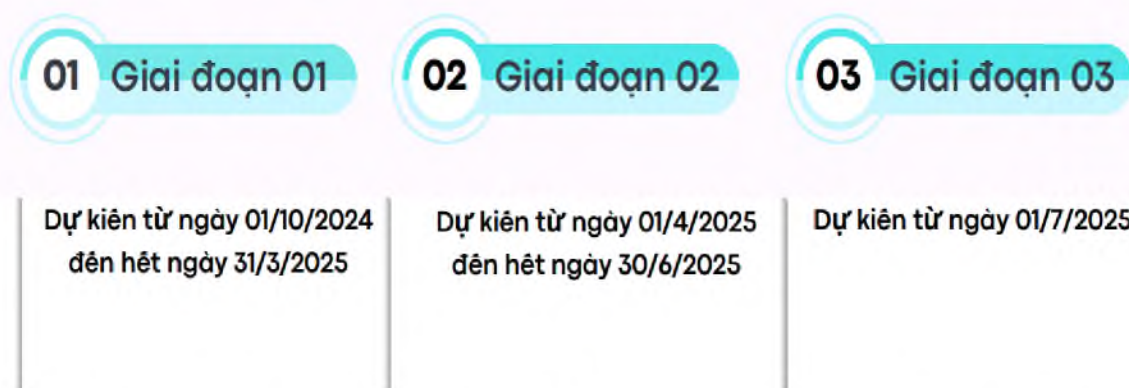 01 Giai đoạn 01
02 Giai đoạn 02
03 Giai đoạn 03
Dự kiến từ ngày 01/10/2024
đến hết ngày 31/3/2025
Dự kiến từ ngày 01/4/2025
đến hết ngày 30/6/2025
Dự kiến từ ngày 01/7/2025